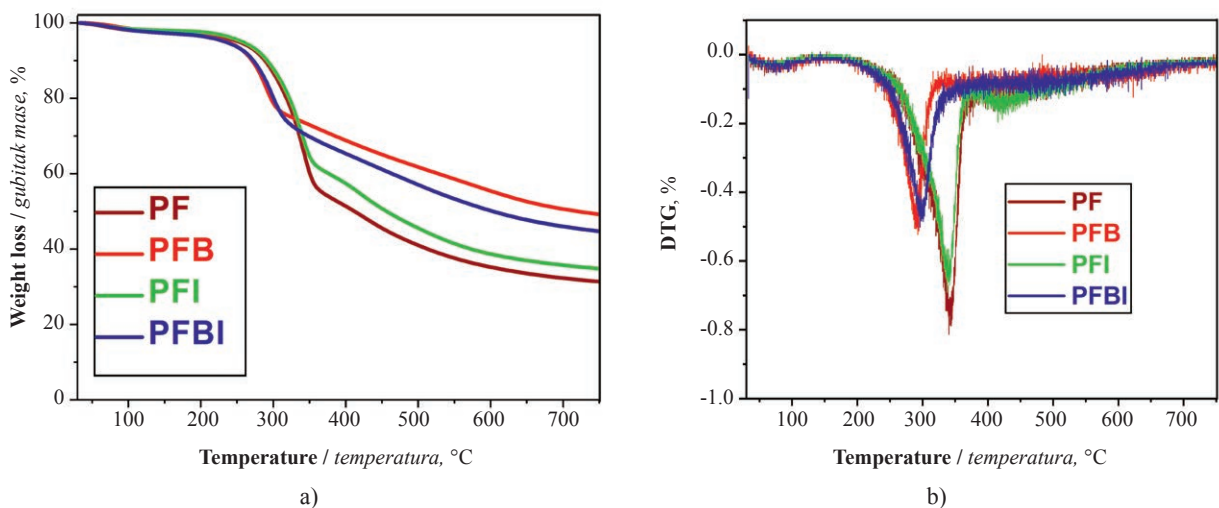 100
80
60
40
20
0
Weight loss / gubitak mase, %
PF
PFB
PFI
PFBI
100 200 300 400 500 600 700
Temperature / temperatura, °C
a)
0.0
-0.2
-0.4
-0.6
-0.8
-1.0
DTG, %
PF
PFB
PFI
PFBI
100 200 300 400 500 600 700
Temperature / temperatura, °C
b)